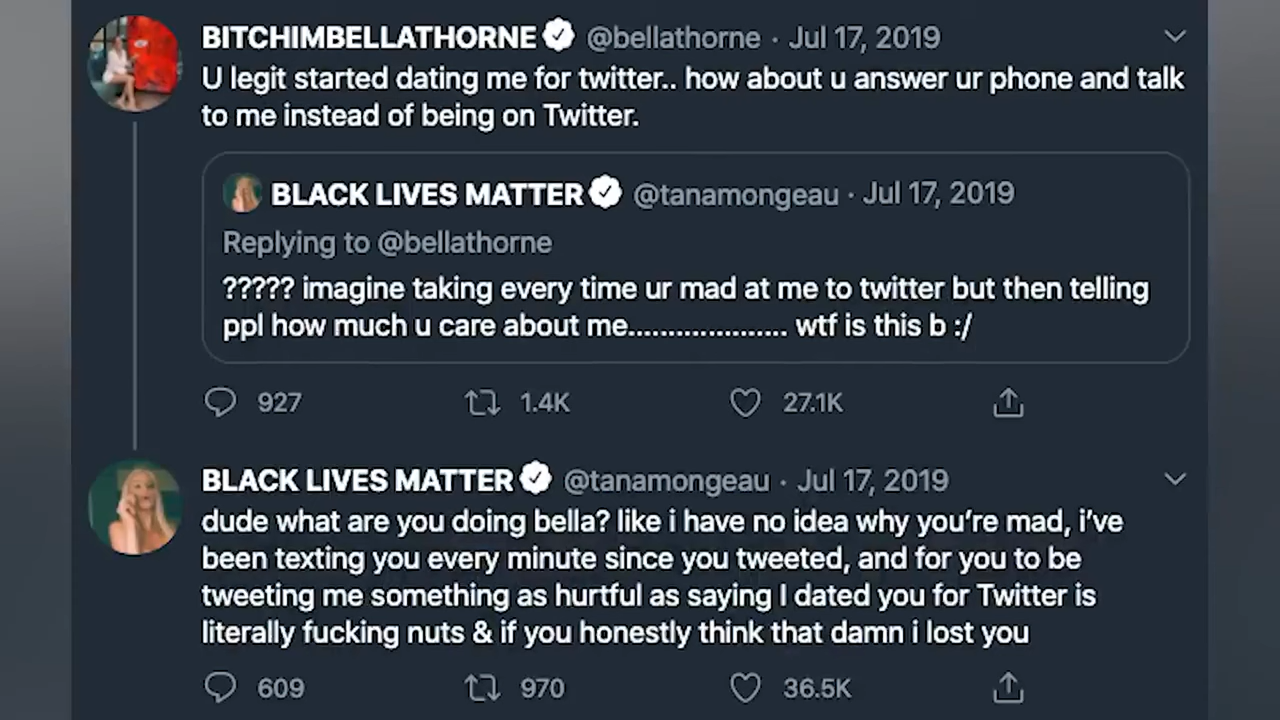 BITCHIMBELLATHORNE @bellathorne · Jul 17, 2019
U legit started dating me for twitter.. how about u answer ur phone and talk
to me instead of being on Twitter.
BLACK LIVES MATTER @tanamongeau · Jul 17, 2019
Replying to @bellathorne
????? imagine taking every time ur mad at me to twitter but then telling
ppl how much u care about me.................... wtf is this b :/
927 1.4K 27.1K
BLACK LIVES MATTER @tanamongeau · Jul 17, 2019
dude what are you doing bella? like i have no idea why you’re mad, i’ve
been texting you every minute since you tweeted, and for you to be
tweeting me something as hurtful as saying I dated you for Twitter is
literally fucking nuts & if you honestly think that damn i lost you
609 970 36.5K